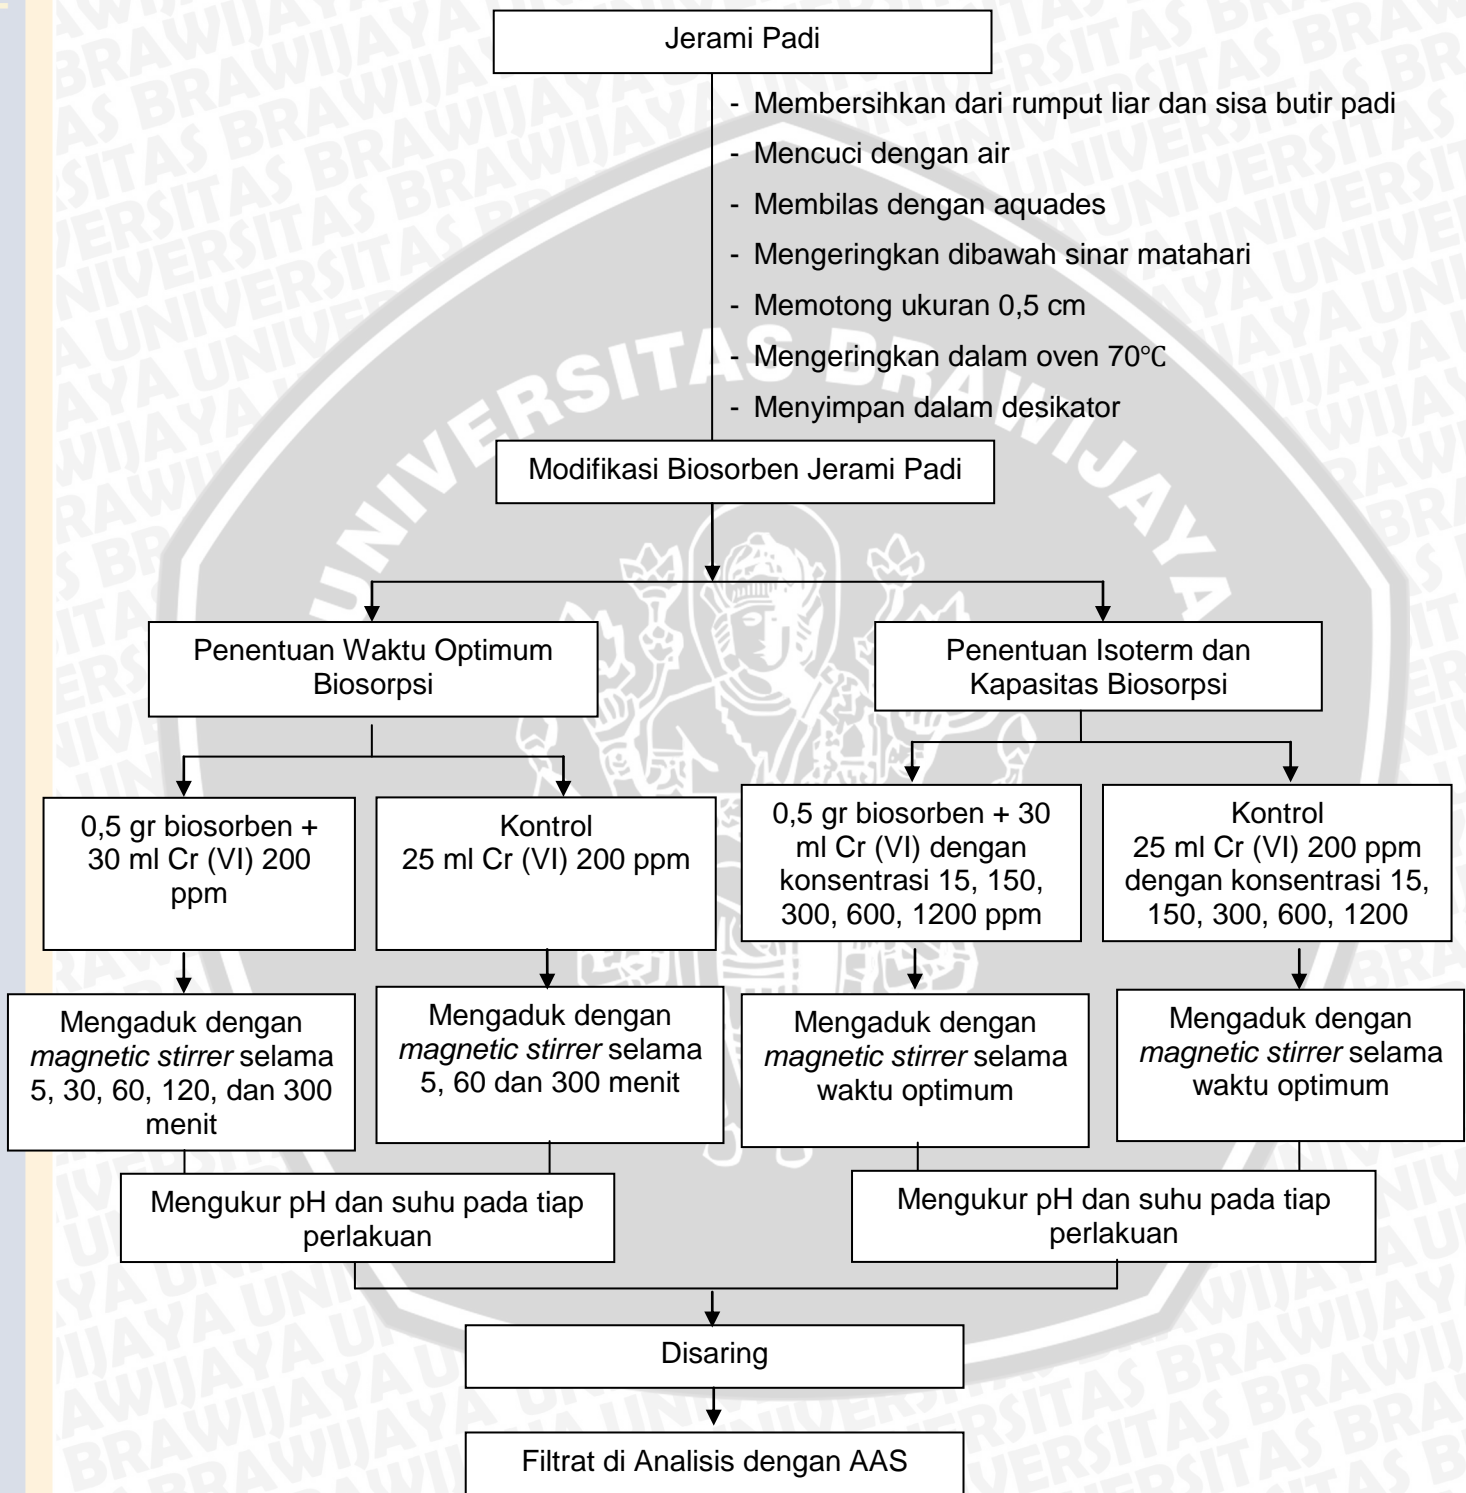 Jerami Padi
- Membersihkan dari rumput liar dan sisa butir padi
- Mencuci dengan air
- Membilas dengan aquades
- Mengeringkan dibawah sinar matahari
- Memotong ukuran 0,5 cm
- Mengeringkan dalam oven 70℃
- Menyimpan dalam desikator
UNIVERSITAS BRAWIJAYA
Modifikasi Biosorben Jerami Padi
Penentuan Waktu Optimum
Biosorpsi
Penentuan Isoterm dan
Kapasitas Biosorpsi
0,5 gr biosorben +
30 ml Cr (VI) 200
ppm
Kontrol
25 ml Cr (VI) 200 ppm
0,5 gr biosorben + 30
ml Cr (VI) dengan
konsentrasi 15, 150,
300, 600, 1200 ppm
Kontrol
25 ml Cr (VI) 200 ppm
dengan konsentrasi 15,
150, 300, 600, 1200
Mengaduk dengan
magnetic stirrer selama
5, 30, 60, 120, dan 300
menit
Mengaduk dengan
magnetic stirrer selama
5, 60 dan 300 menit
Mengaduk dengan
magnetic stirrer selama
waktu optimum
Mengaduk dengan
magnetic stirrer selama
waktu optimum
Mengukur pH dan suhu pada tiap
perlakuan
Mengukur pH dan suhu pada tiap
perlakuan
Disaring
Filtrat di Analisis dengan AAS